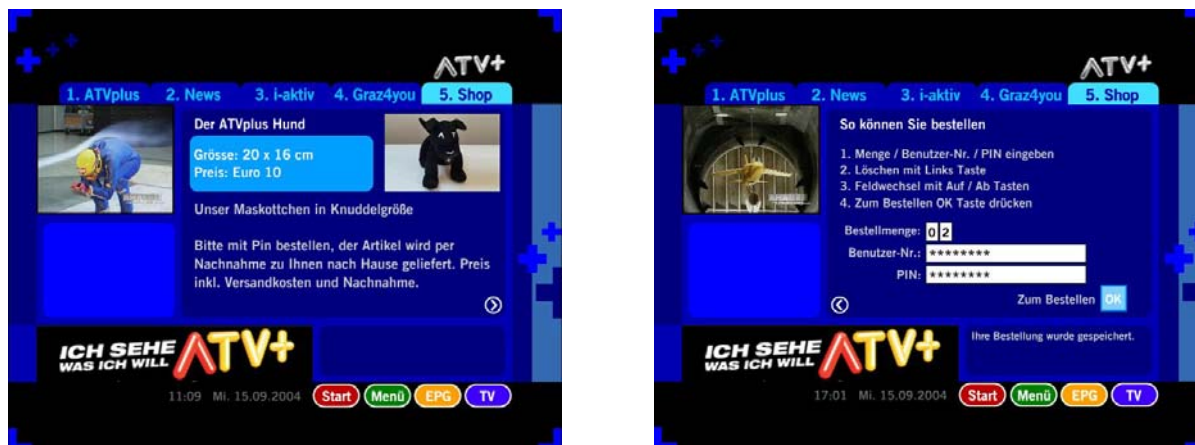 ATV+
1. ATVplus 2. News 3. i-aktiv 4. Graz4you 5. Shop
Der ATVplus Hund
Grösse: 20 x 16 cm
Preis: Euro 10
Unser Maskottchen in Knuddelgröße
Bitte mit Pin bestellen, der Artikel wird per
Nachnahme zu Ihnen nach Hause geliefert. Preis
inkl. Versandkosten und Nachnahme.
ICH SEHE
WAS ICH WILL
ATV+
11:09 Mi. 15.09.2004 Start Menü EPG TV
ATV+
1. ATVplus 2. News 3. i-aktiv 4. Graz4you 5. Shop
So können Sie bestellen
1. Menge / Benutzer-Nr. / PIN eingeben
2. Löschen mit Links Taste
3. Feldwechsel mit Auf / Ab Tasten
4. Zum Bestellen OK Taste drücken
Bestellmenge: 02
Benutzer-Nr.: ********
PIN: ********
Zum Bestellen OK
ICH SEHE
WAS ICH WILL
ATV+
Ihre Bestellung wurde gespeichert.
17:01 Mi. 15.09.2004 Start Menü EPG TV